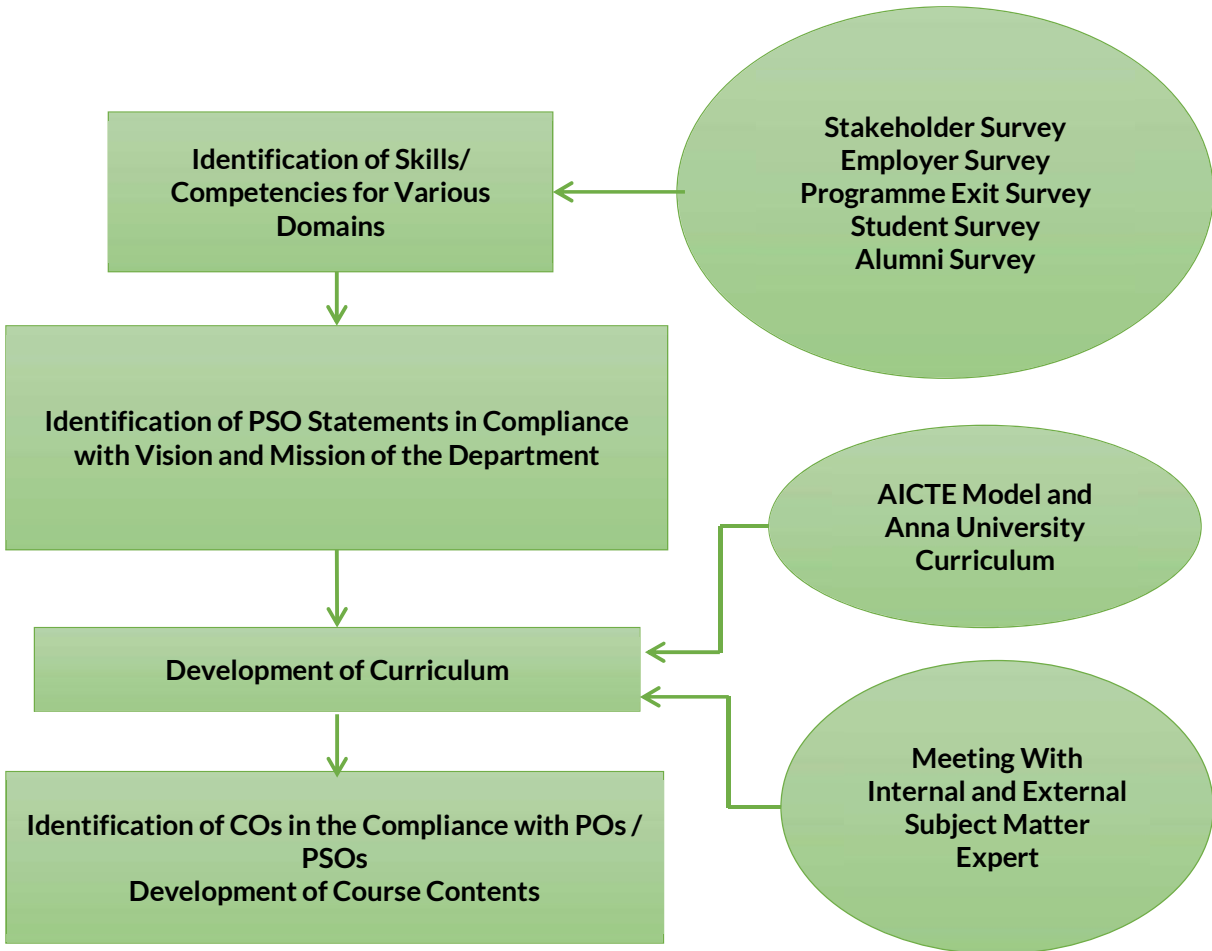 Identification of Skills/
Competencies for Various
Domains
Stakeholder Survey
Employer Survey
Programme Exit Survey
Student Survey
Alumni Survey
Identification of PSO Statements in Compliance
with Vision and Mission of the Department
AICTE Model and
Anna University
Curriculum
Development of Curriculum
Meeting With
Internal and External
Subject Matter
Expert
Identification of COs in the Compliance with POs /
PSOs
Development of Course Contents